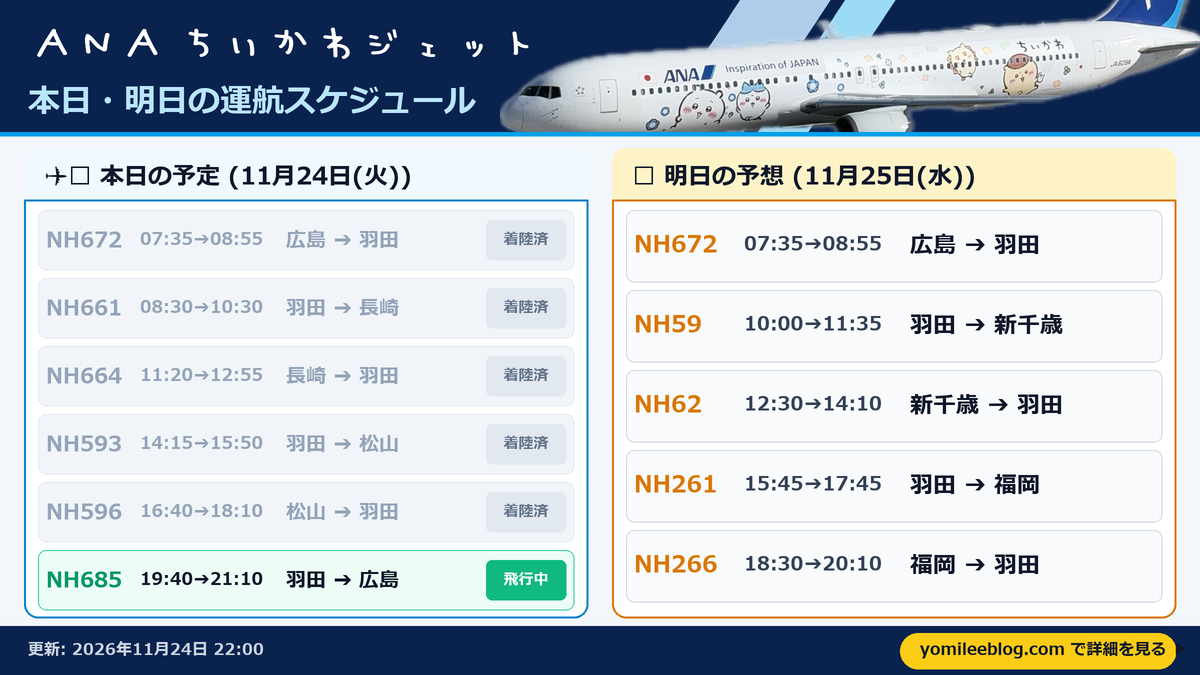 ANA ちいかわジェット
本日・明日の運航スケジュール
ANA Inspiration of JAPAN
ちいかわ
✈□ 本日の予定 (11月24日(火))
NH672 07:35→08:55 広島 → 羽田 着陸済
NH661 08:30→10:30 羽田 → 長崎 着陸済
NH664 11:20→12:55 長崎 → 羽田 着陸済
NH593 14:15→15:50 羽田 → 松山 着陸済
NH596 16:40→18:10 松山 → 羽田 着陸済
NH685 19:40→21:10 羽田 → 広島 飛行中
□ 明日の予想 (11月25日(水))
NH672 07:35→08:55 広島 → 羽田
NH59 10:00→11:35 羽田 → 新千歳
NH62 12:30→14:10 新千歳 → 羽田
NH261 15:45→17:45 羽田 → 福岡
NH266 18:30→20:10 福岡 → 羽田
更新: 2026年11月24日 22:00
yomileeblog.com で詳細を見る